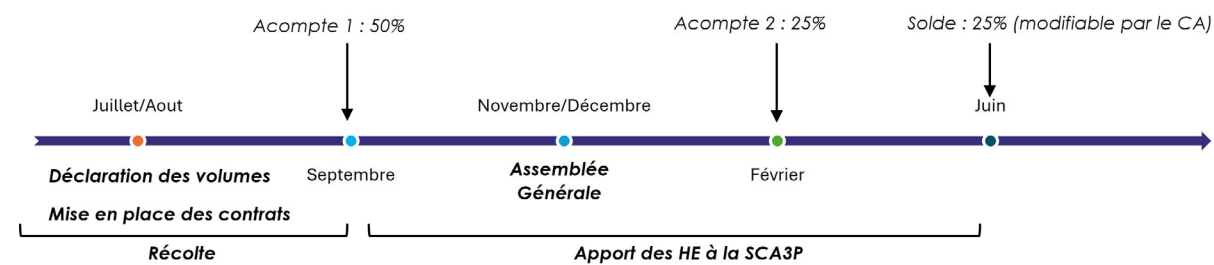 Acompte 1 : 50%
Acompte 2 : 25%
Solde : 25% (modifiable par le CA)
Juillet/Aout
Novembre/Décembre
Juin
Déclaration des volumes
Septembre
Assemblée
Générale
Février
Mise en place des contrats
Récolte
Apport des HE à la SCA3P